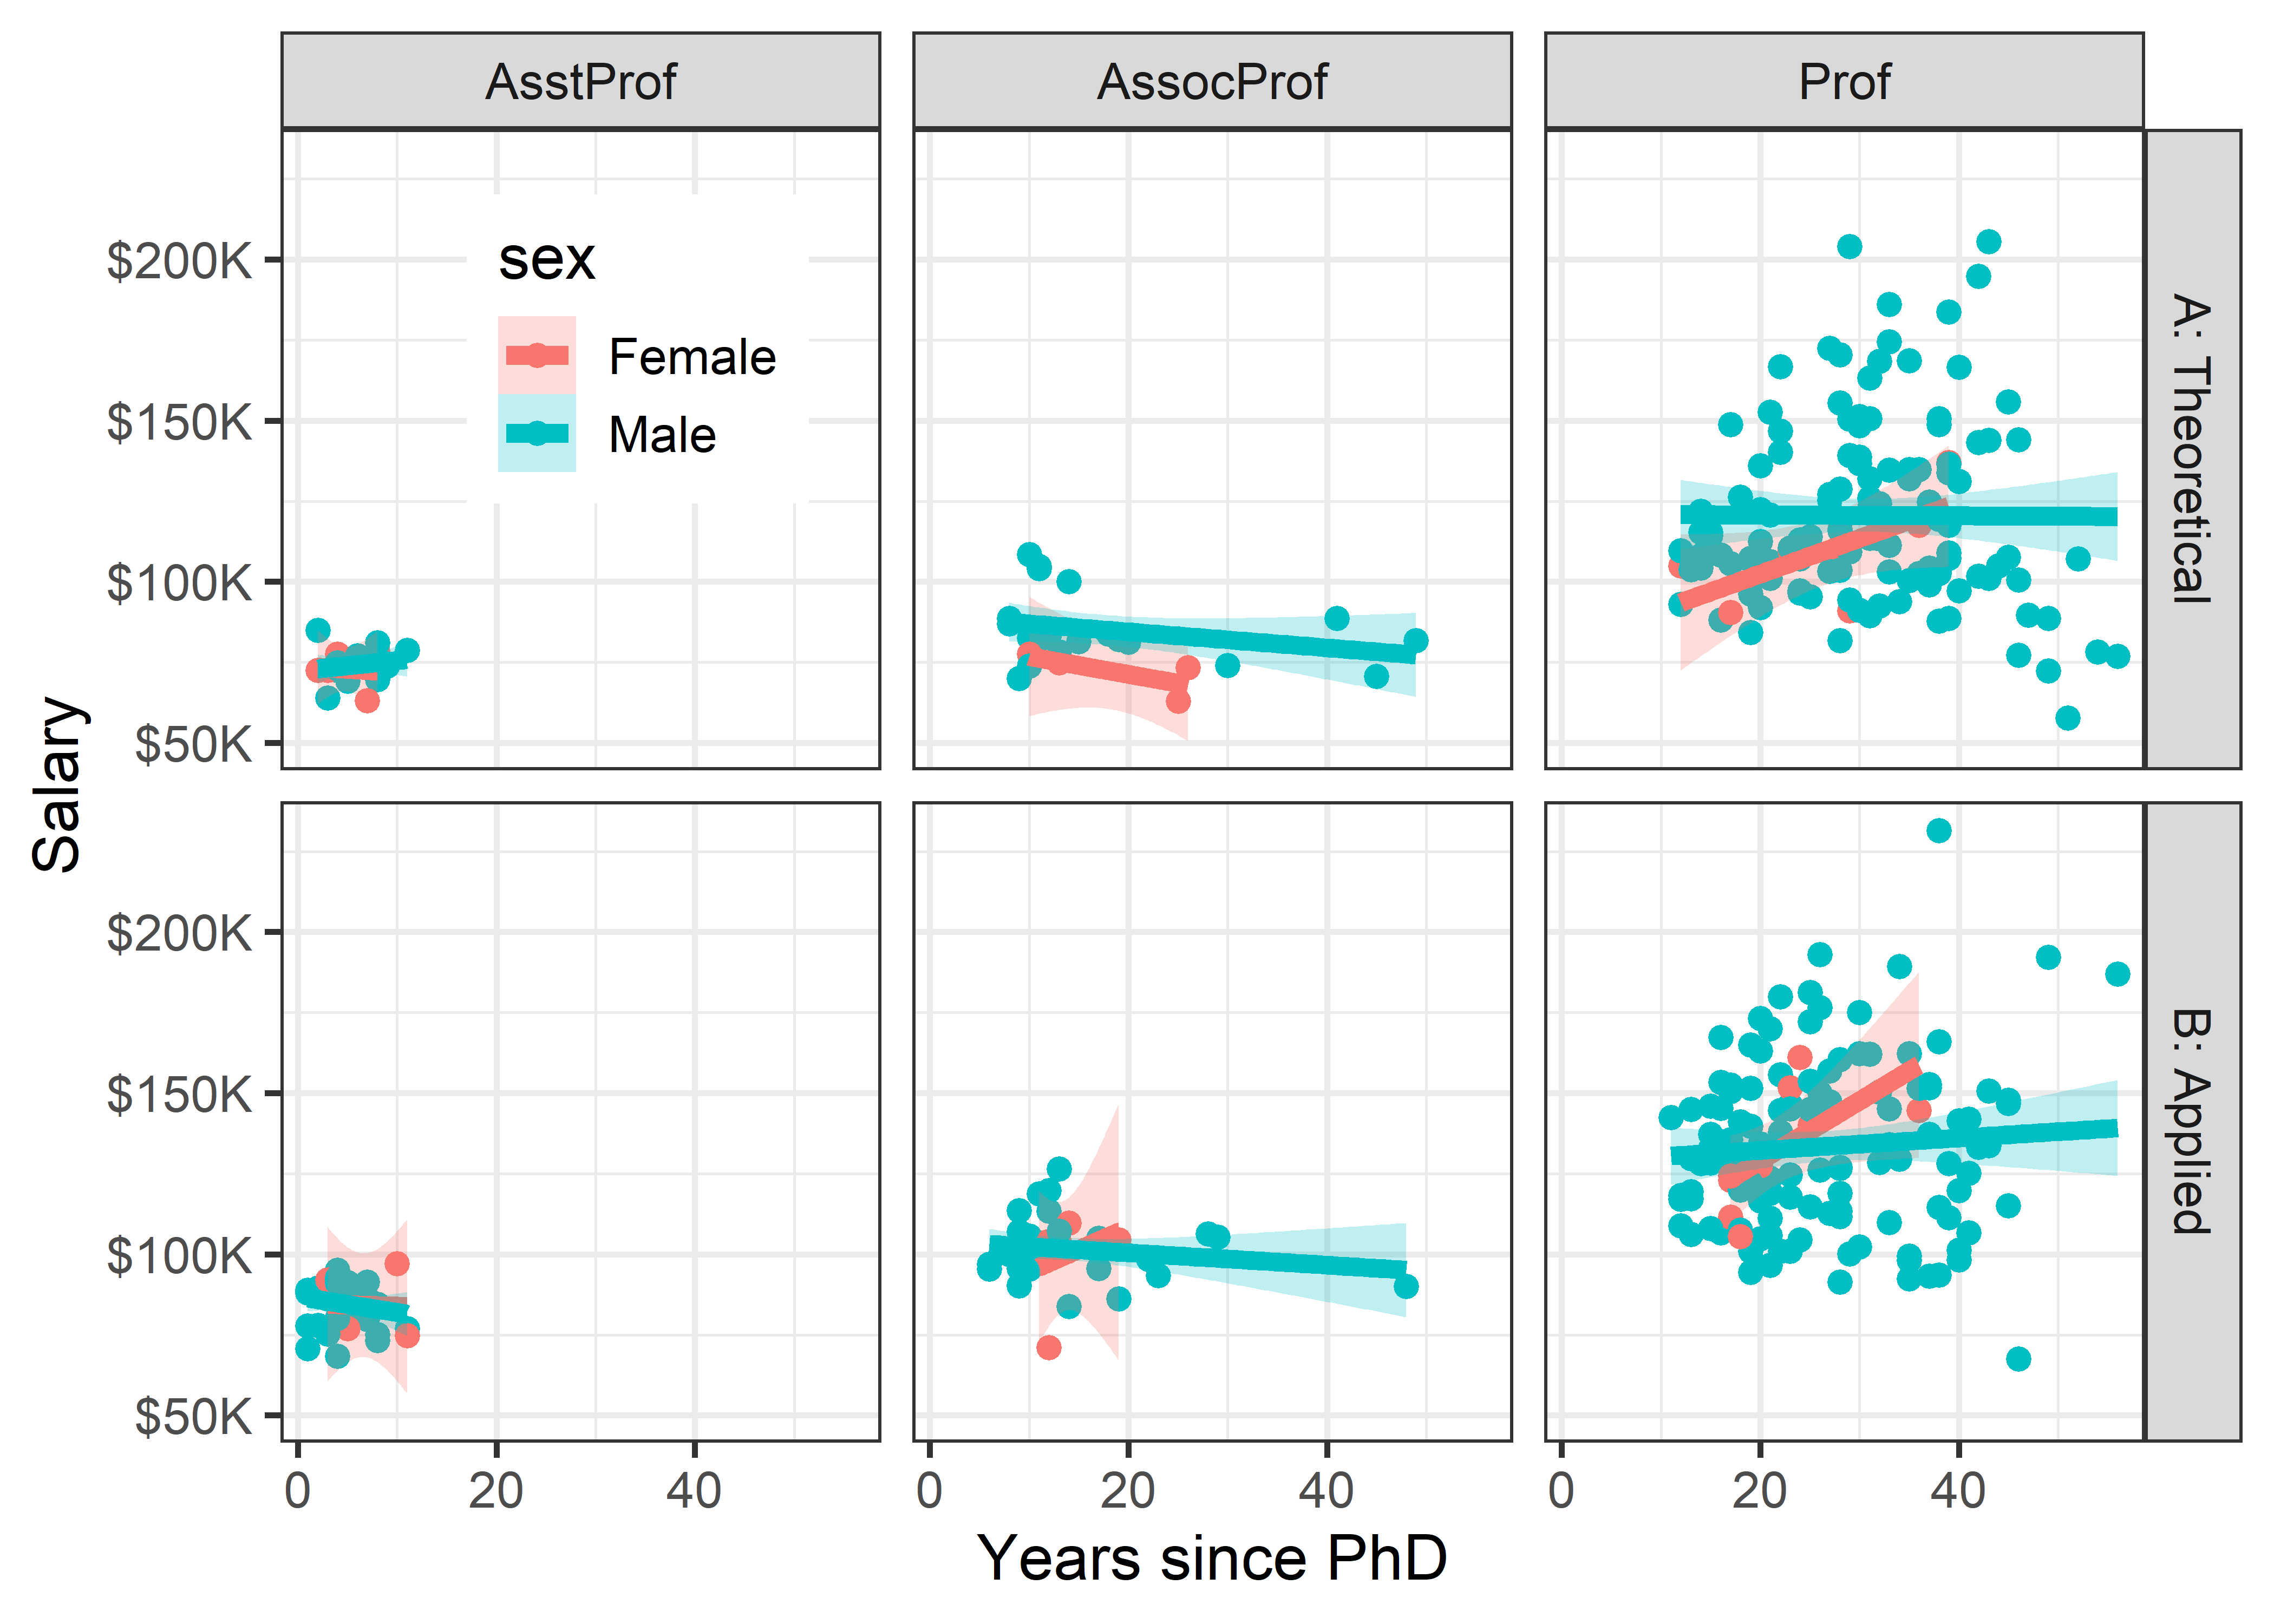 AsstProf
AssocProf
Prof
sex
Female
Male
$200K
$150K
$100K
$50K
A: Theoretical
Salary
$200K
$150K
$100K
$50K
B: Applied
0 20 40
0 20 40
0 20 40
Years since PhD